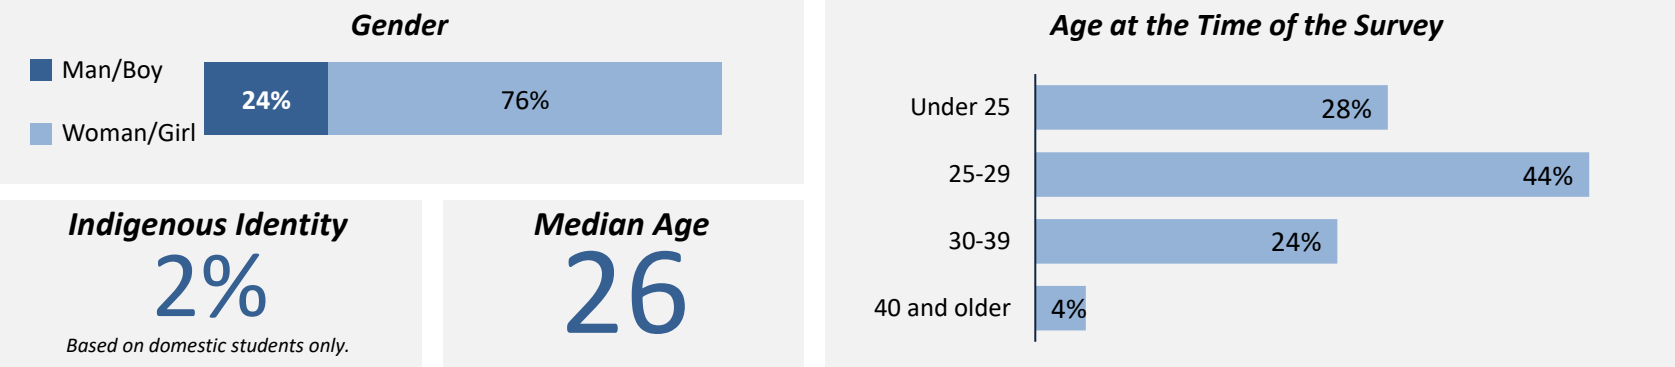 Gender
Man/Boy
Woman/Girl
24%
76%
Indigenous Identity
2%
Based on domestic students only.
Median Age
26
Age at the Time of the Survey
Under 25
28%
25-29
44%
30-39
24%
40 and older
4%